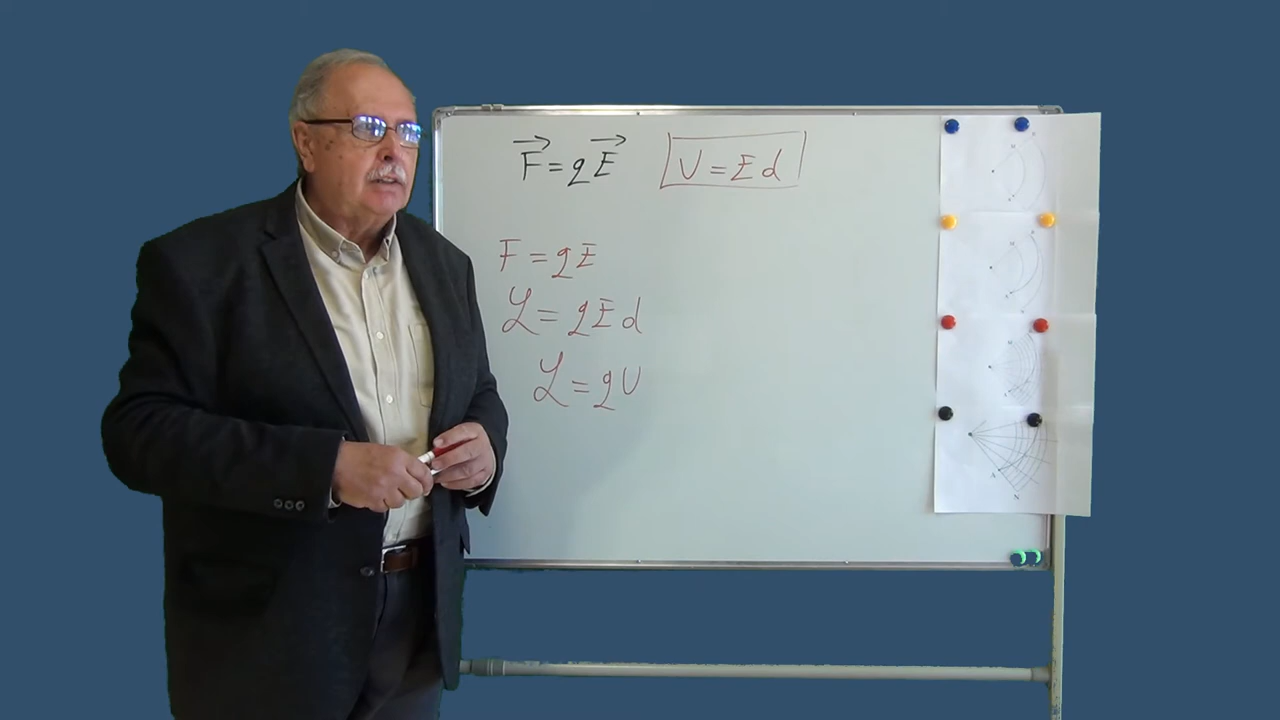 F⃗ = qE⃗ U = Ed
F = qE
ℒ = qEd
ℒ = qU